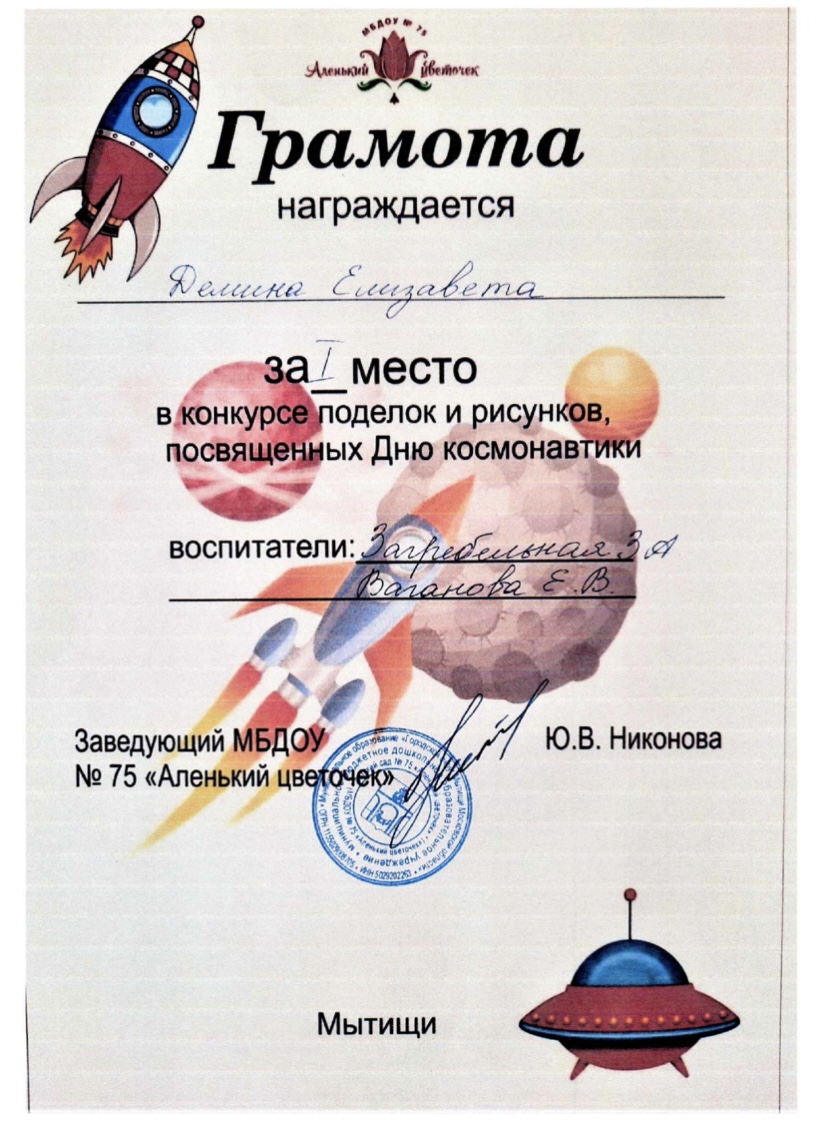 МБДОУ № 75
Аленький цветочек
Грамота
награждается
Демина Елизавета
за I место
в конкурсе поделок и рисунков,
посвященных Дню космонавтики
воспитатели: Загребельная З А
Ваганова Е.В.
Заведующий МБДОУ
№ 75 «Аленький цветочек»
Ю.В. Никонова
Мытищи